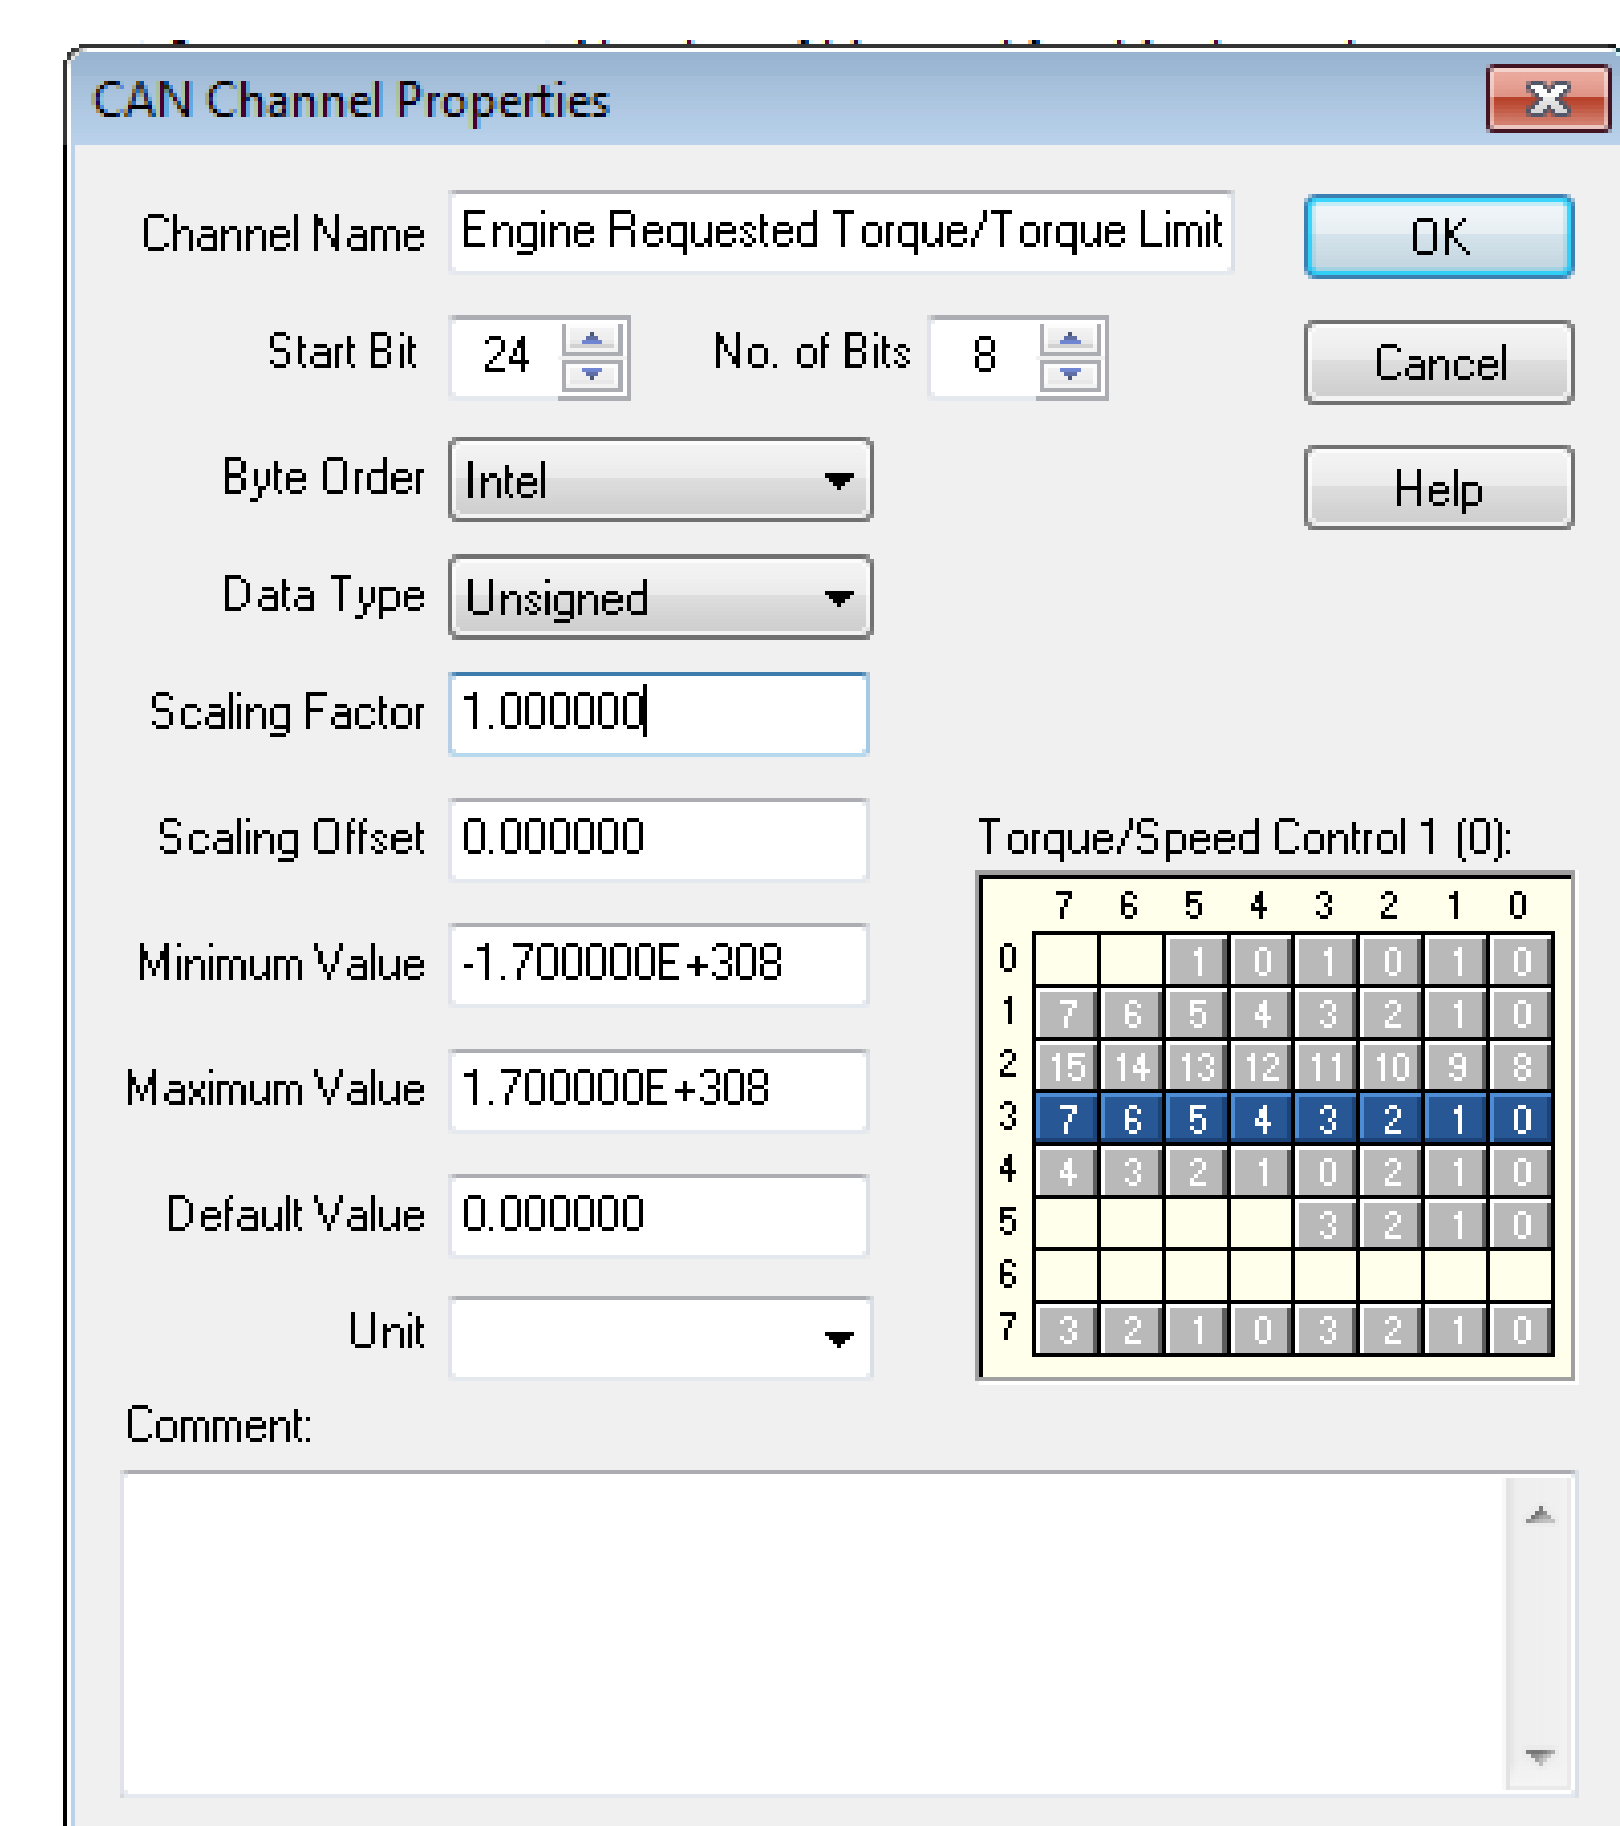 CAN Channel Properties
Channel Name Engine Requested Torque/Torque Limit OK
Start Bit 24 No. of Bits 8 Cancel
Byte Order Intel Help
Data Type Unsigned
Scaling Factor 1.000000
Scaling Offset 0.000000 Torque/Speed Control 1 (0):
Minimum Value -1.700000E+308
Maximum Value 1.700000E+308
Default Value 0.000000
Unit
7 6 5 4 3 2 1 0
0 1 0 1 0 1 0
1 7 6 5 4 3 2 1 0
2 15 14 13 12 11 10 9 8
3 7 6 5 4 3 2 1 0
4 4 3 2 1 0 2 1 0
5 3 2 1 0
6
7 3 2 1 0 3 2 1 0
Comment: